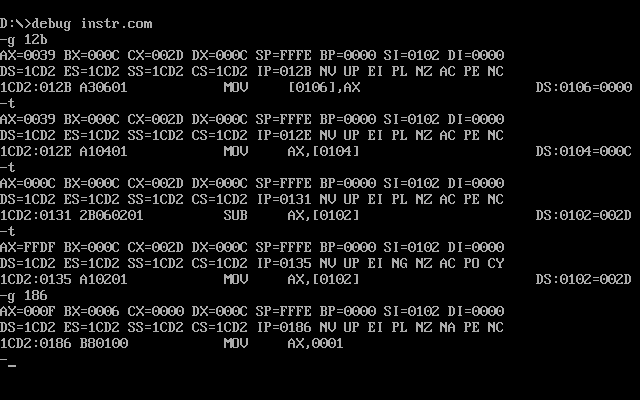 D:\>debug instr.com
-g 12b
AX=0039 BX=000C CX=002D DX=000C SP=FFFE BP=0000 SI=0102 DI=0000
DS=1CD2 ES=1CD2 SS=1CD2 CS=1CD2 IP=012B NV UP EI PL NZ AC PE NC
1CD2:012B A30601 MOV [0106],AX DS:0106=0000
-t
AX=0039 BX=000C CX=002D DX=000C SP=FFFE BP=0000 SI=0102 DI=0000
DS=1CD2 ES=1CD2 SS=1CD2 CS=1CD2 IP=012E NV UP EI PL NZ AC PE NC
1CD2:012E A10401 MOV AX,[0104] DS:0104=000C
-t
AX=000C BX=000C CX=002D DX=000C SP=FFFE BP=0000 SI=0102 DI=0000
DS=1CD2 ES=1CD2 SS=1CD2 CS=1CD2 IP=0131 NV UP EI PL NZ AC PE NC
1CD2:0131 2B060201 SUB AX,[0102] DS:0102=002D
-t
AX=FFDF BX=000C CX=002D DX=000C SP=FFFE BP=0000 SI=0102 DI=0000
DS=1CD2 ES=1CD2 SS=1CD2 CS=1CD2 IP=0135 NV UP EI NG NZ AC PO CY
1CD2:0135 A10201 MOV AX,[0102] DS:0102=002D
-g 186
AX=000F BX=0006 CX=0000 DX=000C SP=FFFE BP=0000 SI=0102 DI=0000
DS=1CD2 ES=1CD2 SS=1CD2 CS=1CD2 IP=0186 NV UP EI PL NZ NA PE NC
1CD2:0186 B80100 MOV AX,0001
-_